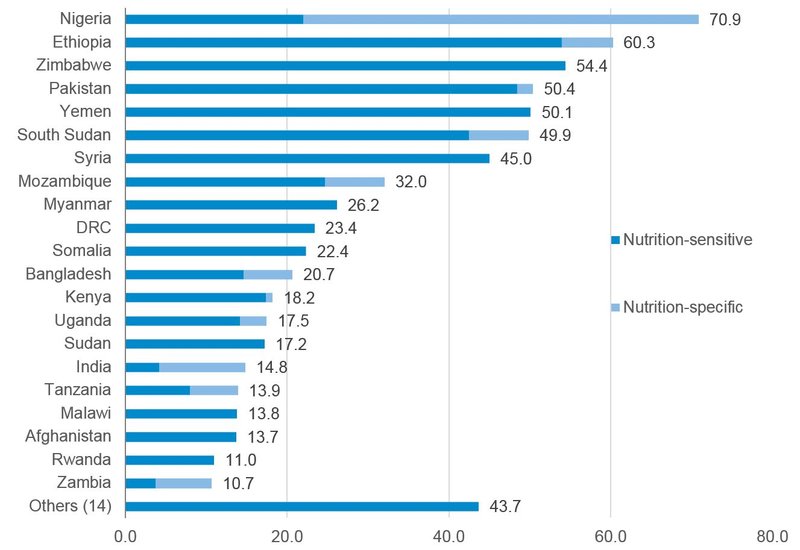 Nigeria 70.9
Ethiopia 60.3
Zimbabwe 54.4
Pakistan 50.4
Yemen 50.1
South Sudan 49.9
Syria 45.0
Mozambique 32.0
Myanmar 26.2
DRC 23.4
Nutrition-sensitive
Somalia 22.4
Bangladesh 20.7
Kenya 18.2
Nutrition-specific
Uganda 17.5
Sudan 17.2
India 14.8
Tanzania 13.9
Malawi 13.8
Afghanistan 13.7
Rwanda 11.0
Zambia 10.7
Others (14) 43.7
0.0 20.0 40.0 60.0 80.0